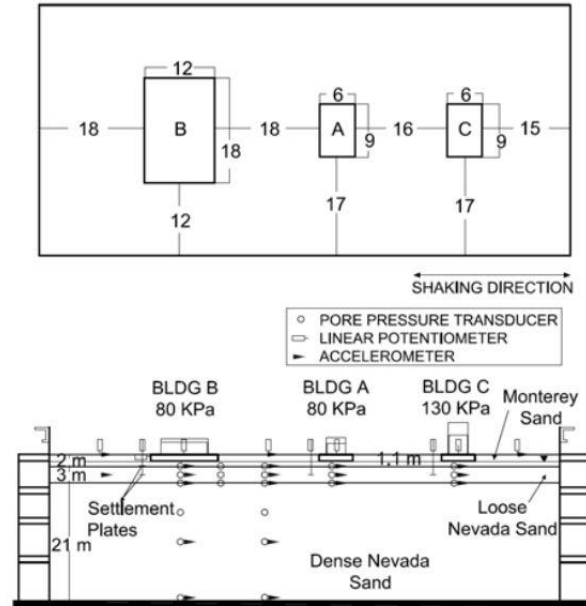 12
6
6
18
B
18
A
16
C
15
18
9
9
12
17
17
SHAKING DIRECTION
PORE PRESSURE TRANSDUCER
LINEAR POTENTIOMETER
ACCELEROMETER
BLDG B
80 KPa
BLDG A
80 KPa
BLDG C
130 KPa
Monterey
Sand
2 m
1.1 m
3 m
Settlement
Plates
Loose
Nevada Sand
21 m
Dense Nevada
Sand